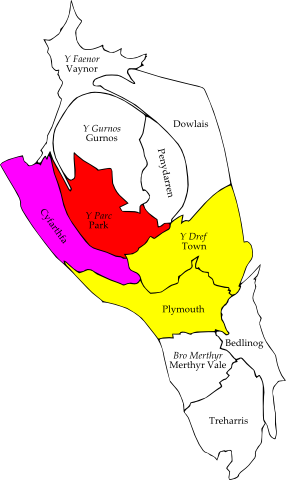 Y Faenor
Vaynor
Dowlais
Y Gurnos
Gurnos
Penydarren
Y Parc
Park
Cyfarthfa
Y Dref
Town
Plymouth
Bedlinog
Bro Merthyr
Merthyr Vale
Treharris